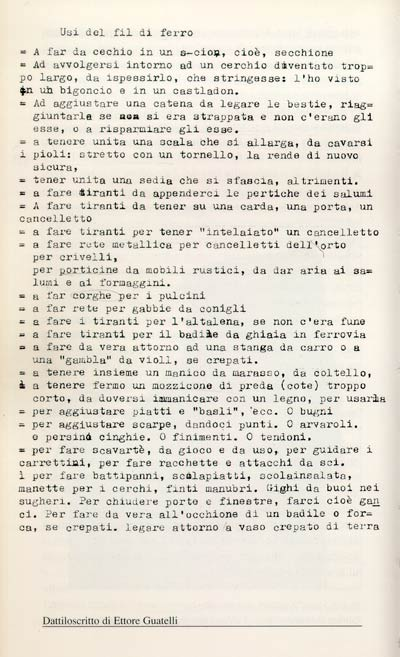 Usi del fil di ferro
= A far da cechio in un s-cion, cioè, secchione
= Ad avvolgersi intorno ad un cerchio diventato trop=
po largo, da ispessirlo, che stringesse: l'ho visto
in un bigoncio e in un castladon.
= Ad aggiustare una catena da legare le bestie, riag=
giuntarla se non si era strappata e non c'erano gli
esse, o a risparmiare gli esse.
= a tenere unita una scala che si allarga, da cavarsi
i pioli: stretto con un tornello, la rende di nuovo
sicura,
= tener unita una sedia che si sfascia, altrimenti.
= a fare tiranti da appenderci le pertiche dei salumi
= A fare tiranti da tener su una carda, una porta, un
cancelletto
= a fare tiranti per tener "intelaiato" un cancelletto
= a fare rete metallica per cancelletti dell'orto
per crivelli,
per porticine da mobili rustici, da dar aria ai sa=
lumi e ai formaggini.
= a far corghe per i pulcini
= a far rete per gabbie da conigli
= a fare i tiranti per l'altalena, se non c'era fune
= a fare tiranti per il badile da ghiaia in ferrovia
= a fare da vera attorno ad una stanga da carro o a
una "gambla" da violi, se crepati.
= a tenere insieme un manico da marasso, da coltello,
a tenere fermo un mozzicone di preda (cote) troppo
corto, da doversi immanicare con un legno, per usarla
= per aggiustare piatti e "basli", ecc. O bugni
= per aggiustare scarpe, dandoci punti. O arvaroli.
e persino cinghie. O finimenti. O tendoni.
= per fare scavartè, da gioco e da uso, per guidare i
carrettini, per fare racchette e attacchi da sci.
l per fare battipanni, scolapiatti, scolainsalata,
manette per i cerchi, finti manubri. Gighi da buoi nei
sugheri. Per chiudere porte e finestre, farci cioè gan
ci. Per fare da vera all'occhione di un badile o for=
ca, se crepati. legare attorno a vaso crepato di terra
Dattiloscritto di Ettore Guatelli